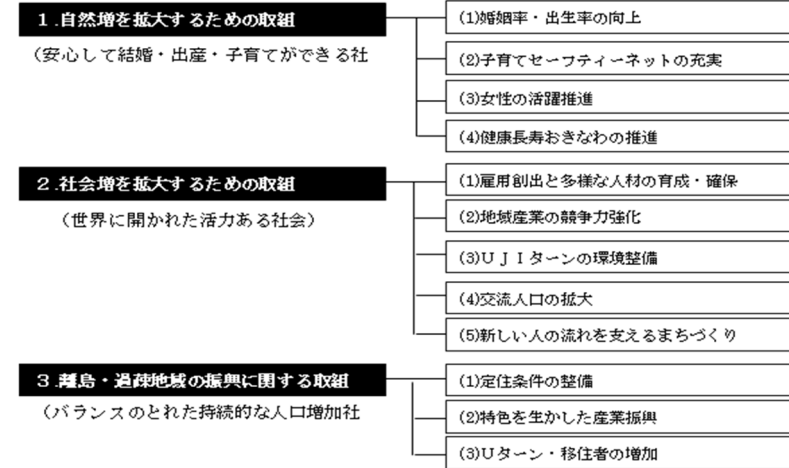 １.自然増を拡大するための取組
（安心して結婚・出産・子育てができる社
(1)婚姻率・出生率の向上
(2)子育てセーフティーネットの充実
(3)女性の活躍推進
(4)健康長寿おきなわの推進
２.社会増を拡大するための取組
（世界に開かれた活力ある社会）
(1)雇用創出と多様な人材の育成・確保
(2)地域産業の競争力強化
(3)ＵＪＩターンの環境整備
(4)交流人口の拡大
(5)新しい人の流れを支えるまちづくり
３.離島・過疎地域の振興に関する取組
（バランスのとれた持続的な人口増加社
(1)定住条件の整備
(2)特色を生かした産業振興
(3)Ｕターン・移住者の増加